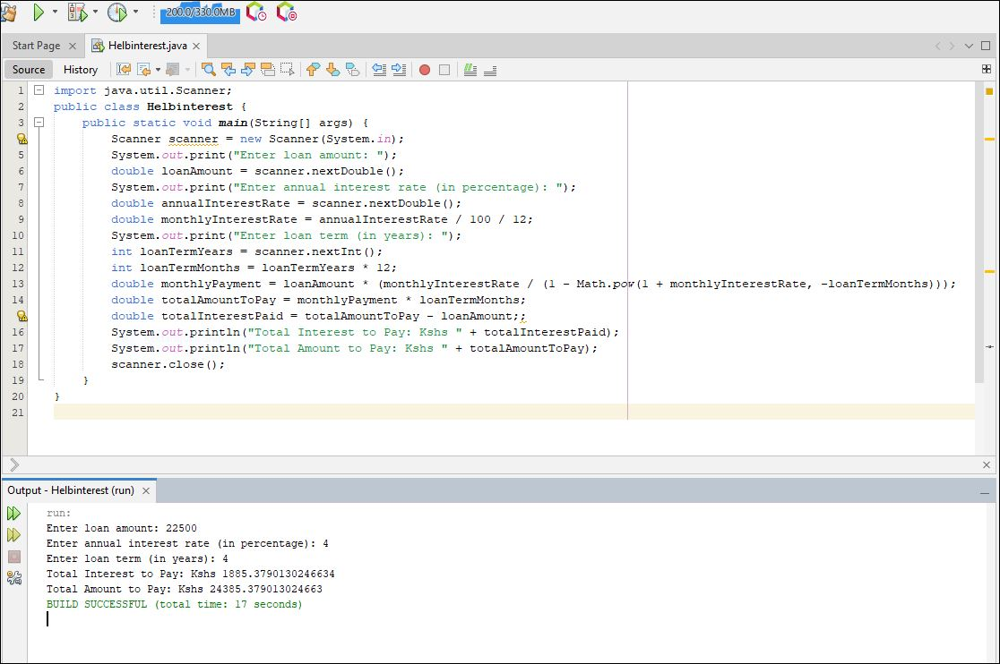 200.0/330.0MB
Start Page
Helbinterest.java
Source History
1 import java.util.Scanner;
2 public class Helbinterest {
3 public static void main(String[] args) {
Scanner scanner = new Scanner(System.in);
5 System.out.print("Enter loan amount: ");
6 double loanAmount = scanner.nextDouble();
7 System.out.print("Enter annual interest rate (in percentage): ");
8 double annualInterestRate = scanner.nextDouble();
9 double monthlyInterestRate = annualInterestRate / 100 / 12;
10 System.out.print("Enter loan term (in years): ");
11 int loanTermYears = scanner.nextInt();
12 int loanTermMonths = loanTermYears * 12;
13 double monthlyPayment = loanAmount * (monthlyInterestRate / (1 - Math.pow(1 + monthlyInterestRate, -loanTermMonths)));
14 double totalAmountToPay = monthlyPayment * loanTermMonths;
double totalInterestPaid = totalAmountToPay - loanAmount;;
16 System.out.println("Total Interest to Pay: Kshs " + totalInterestPaid);
17 System.out.println("Total Amount to Pay: Kshs " + totalAmountToPay);
18 scanner.close();
19 }
20 }
21
Output - Helbinterest (run)
run:
Enter loan amount: 22500
Enter annual interest rate (in percentage): 4
Enter loan term (in years): 4
Total Interest to Pay: Kshs 1885.3790130246634
Total Amount to Pay: Kshs 24385.379013024663
BUILD SUCCESSFUL (total time: 17 seconds)